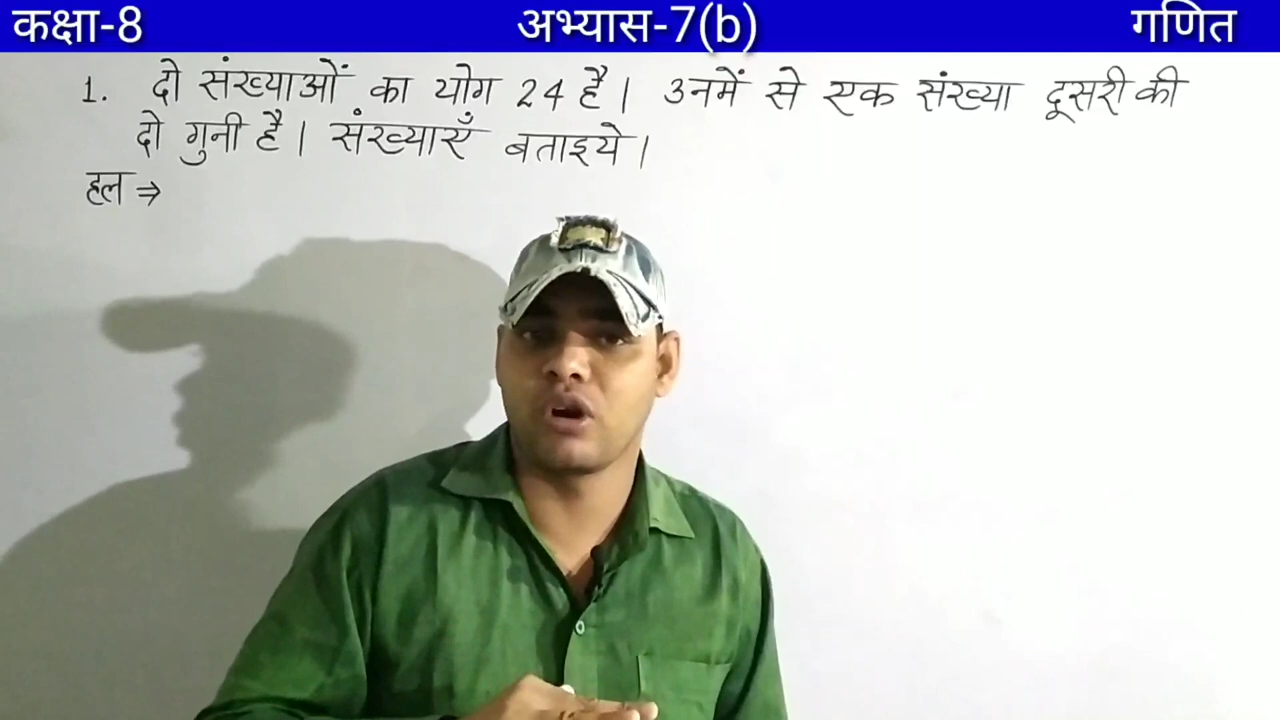 कक्षा-8 अभ्यास-7(b) गणित
1. दो संख्याओं का योग 24 है। उनमें से एक संख्या दूसरी की
दो गुनी है। संख्याएँ बताइये।
हल ⇒